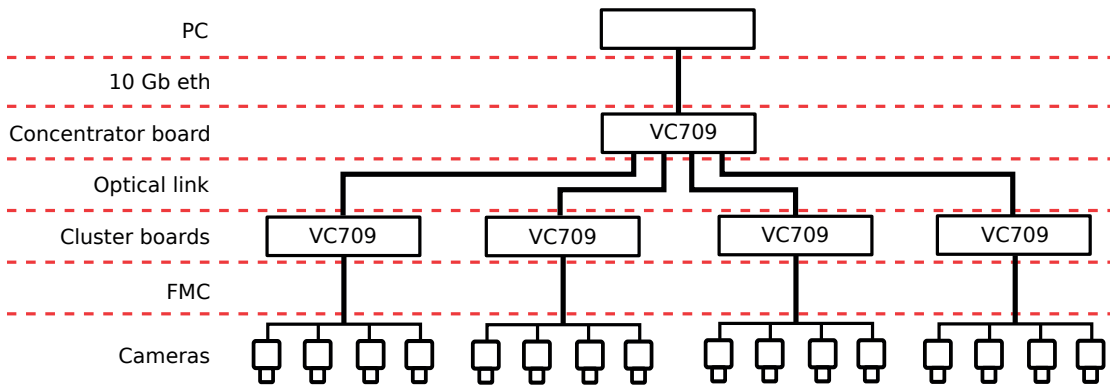 PC
10 Gb eth
Concentrator board
VC709
Optical link
Cluster boards
VC709
VC709
VC709
VC709
FMC
Cameras